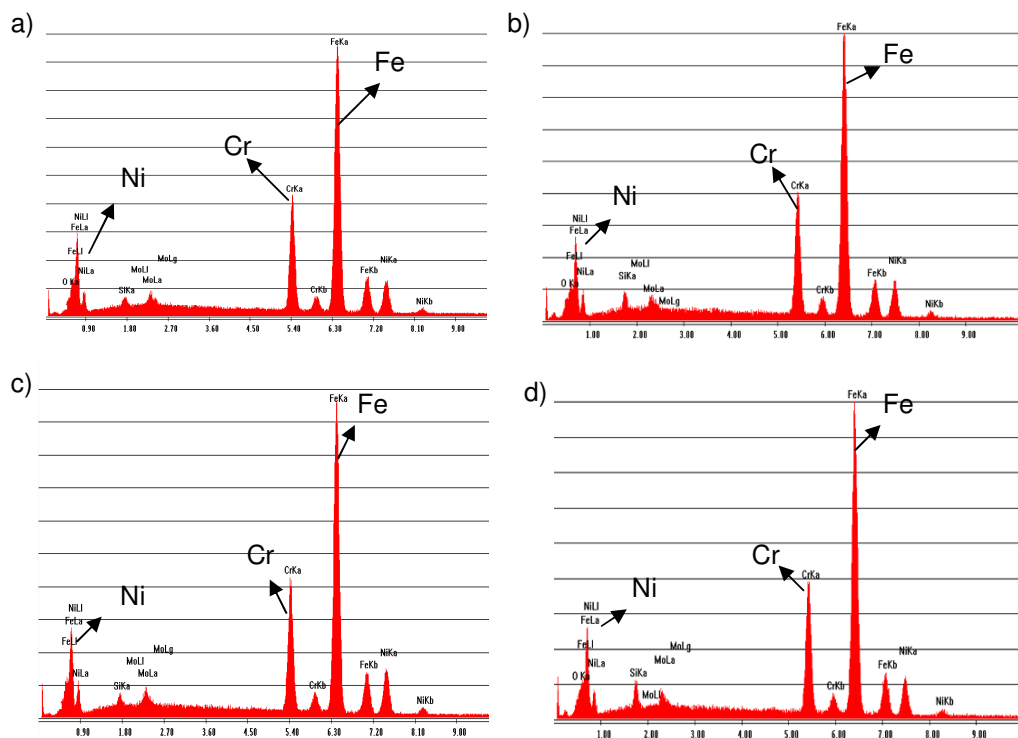 a)
FeKa
Fe
Cr
CrKa
Ni
NiLl
FeLa
FeLl
NiLa
O Ka
MoLg
MoLl
MoLa
SiKa
CrKb
FeKb
NiKa
NiKb
0.90 1.80 2.70 3.60 4.50 5.40 6.30 7.20 8.10 9.00
b)
FeKa
Fe
Cr
CrKa
Ni
NiLl
FeLa
FeLl
NiLa
O Ka
MoLl
SiKa
MoLa
MoLg
CrKb
FeKb
NiKa
NiKb
1.00 2.00 3.00 4.00 5.00 6.00 7.00 8.00 9.00
c)
FeKa
Fe
Cr
Ni
NiLl
FeLa
FeLl
NiLa
MoLg
MoLl
MoLa
SiKa
CrKb
FeKb
NiKa
NiKb
0.90 1.80 2.70 3.60 4.50 5.40 6.30 7.20 8.10 9.00
d)
FeKa
Fe
Cr
CrKa
Ni
NiLl
FeLa
FeLl
NiLa
O Ka
MoLg
MoLa
SiKa
MoLl
CrKb
FeKb
NiKa
NiKb
1.00 2.00 3.00 4.00 5.00 6.00 7.00 8.00 9.00